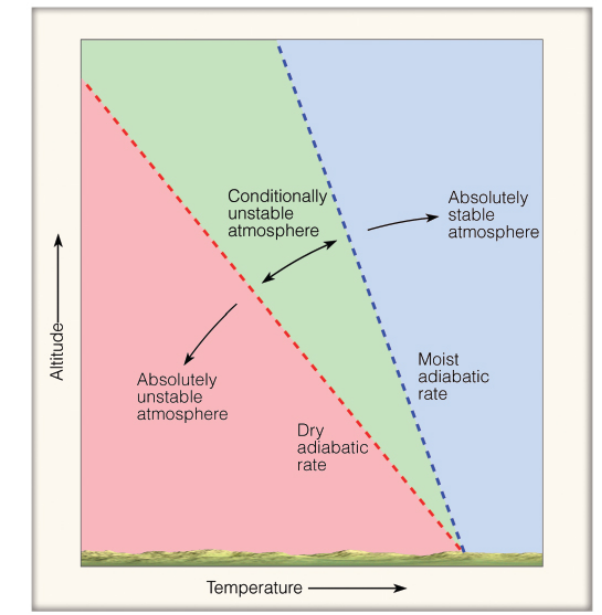 Conditionally
unstable
atmosphere
Absolutely
stable
atmosphere
Altitude
Absolutely
unstable
atmosphere
Moist
adiabatic
rate
Dry
adiabatic
rate
Temperature